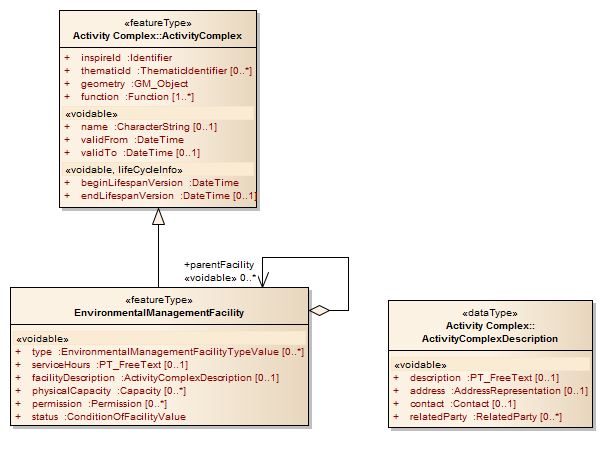 «featureType»
Activity Complex::ActivityComplex
+ inspireId :Identifier
+ thematicId :ThematicIdentifier [0..*]
+ geometry :GM_Object
+ function :Function [1..*]
«voidable»
+ name :CharacterString [0..1]
+ validFrom :DateTime
+ validTo :DateTime [0..1]
«voidable, lifeCycleInfo»
+ beginLifespanVersion :DateTime
+ endLifespanVersion :DateTime [0..1]
+parentFacility
«voidable» 0..*
«featureType»
EnvironmentalManagementFacility
«voidable»
+ type :EnvironmentalManagementFacilityTypeValue [0..*]
+ serviceHours :PT_FreeText [0..1]
+ facilityDescription :ActivityComplexDescription [0..1]
+ physicalCapacity :Capacity [0..*]
+ permission :Permission [0..*]
+ status :ConditionOfFacilityValue
«dataType»
Activity Complex::
ActivityComplexDescription
«voidable»
+ description :PT_FreeText [0..1]
+ address :AddressRepresentation [0..1]
+ contact :Contact [0..1]
+ relatedParty :RelatedParty [0..*]